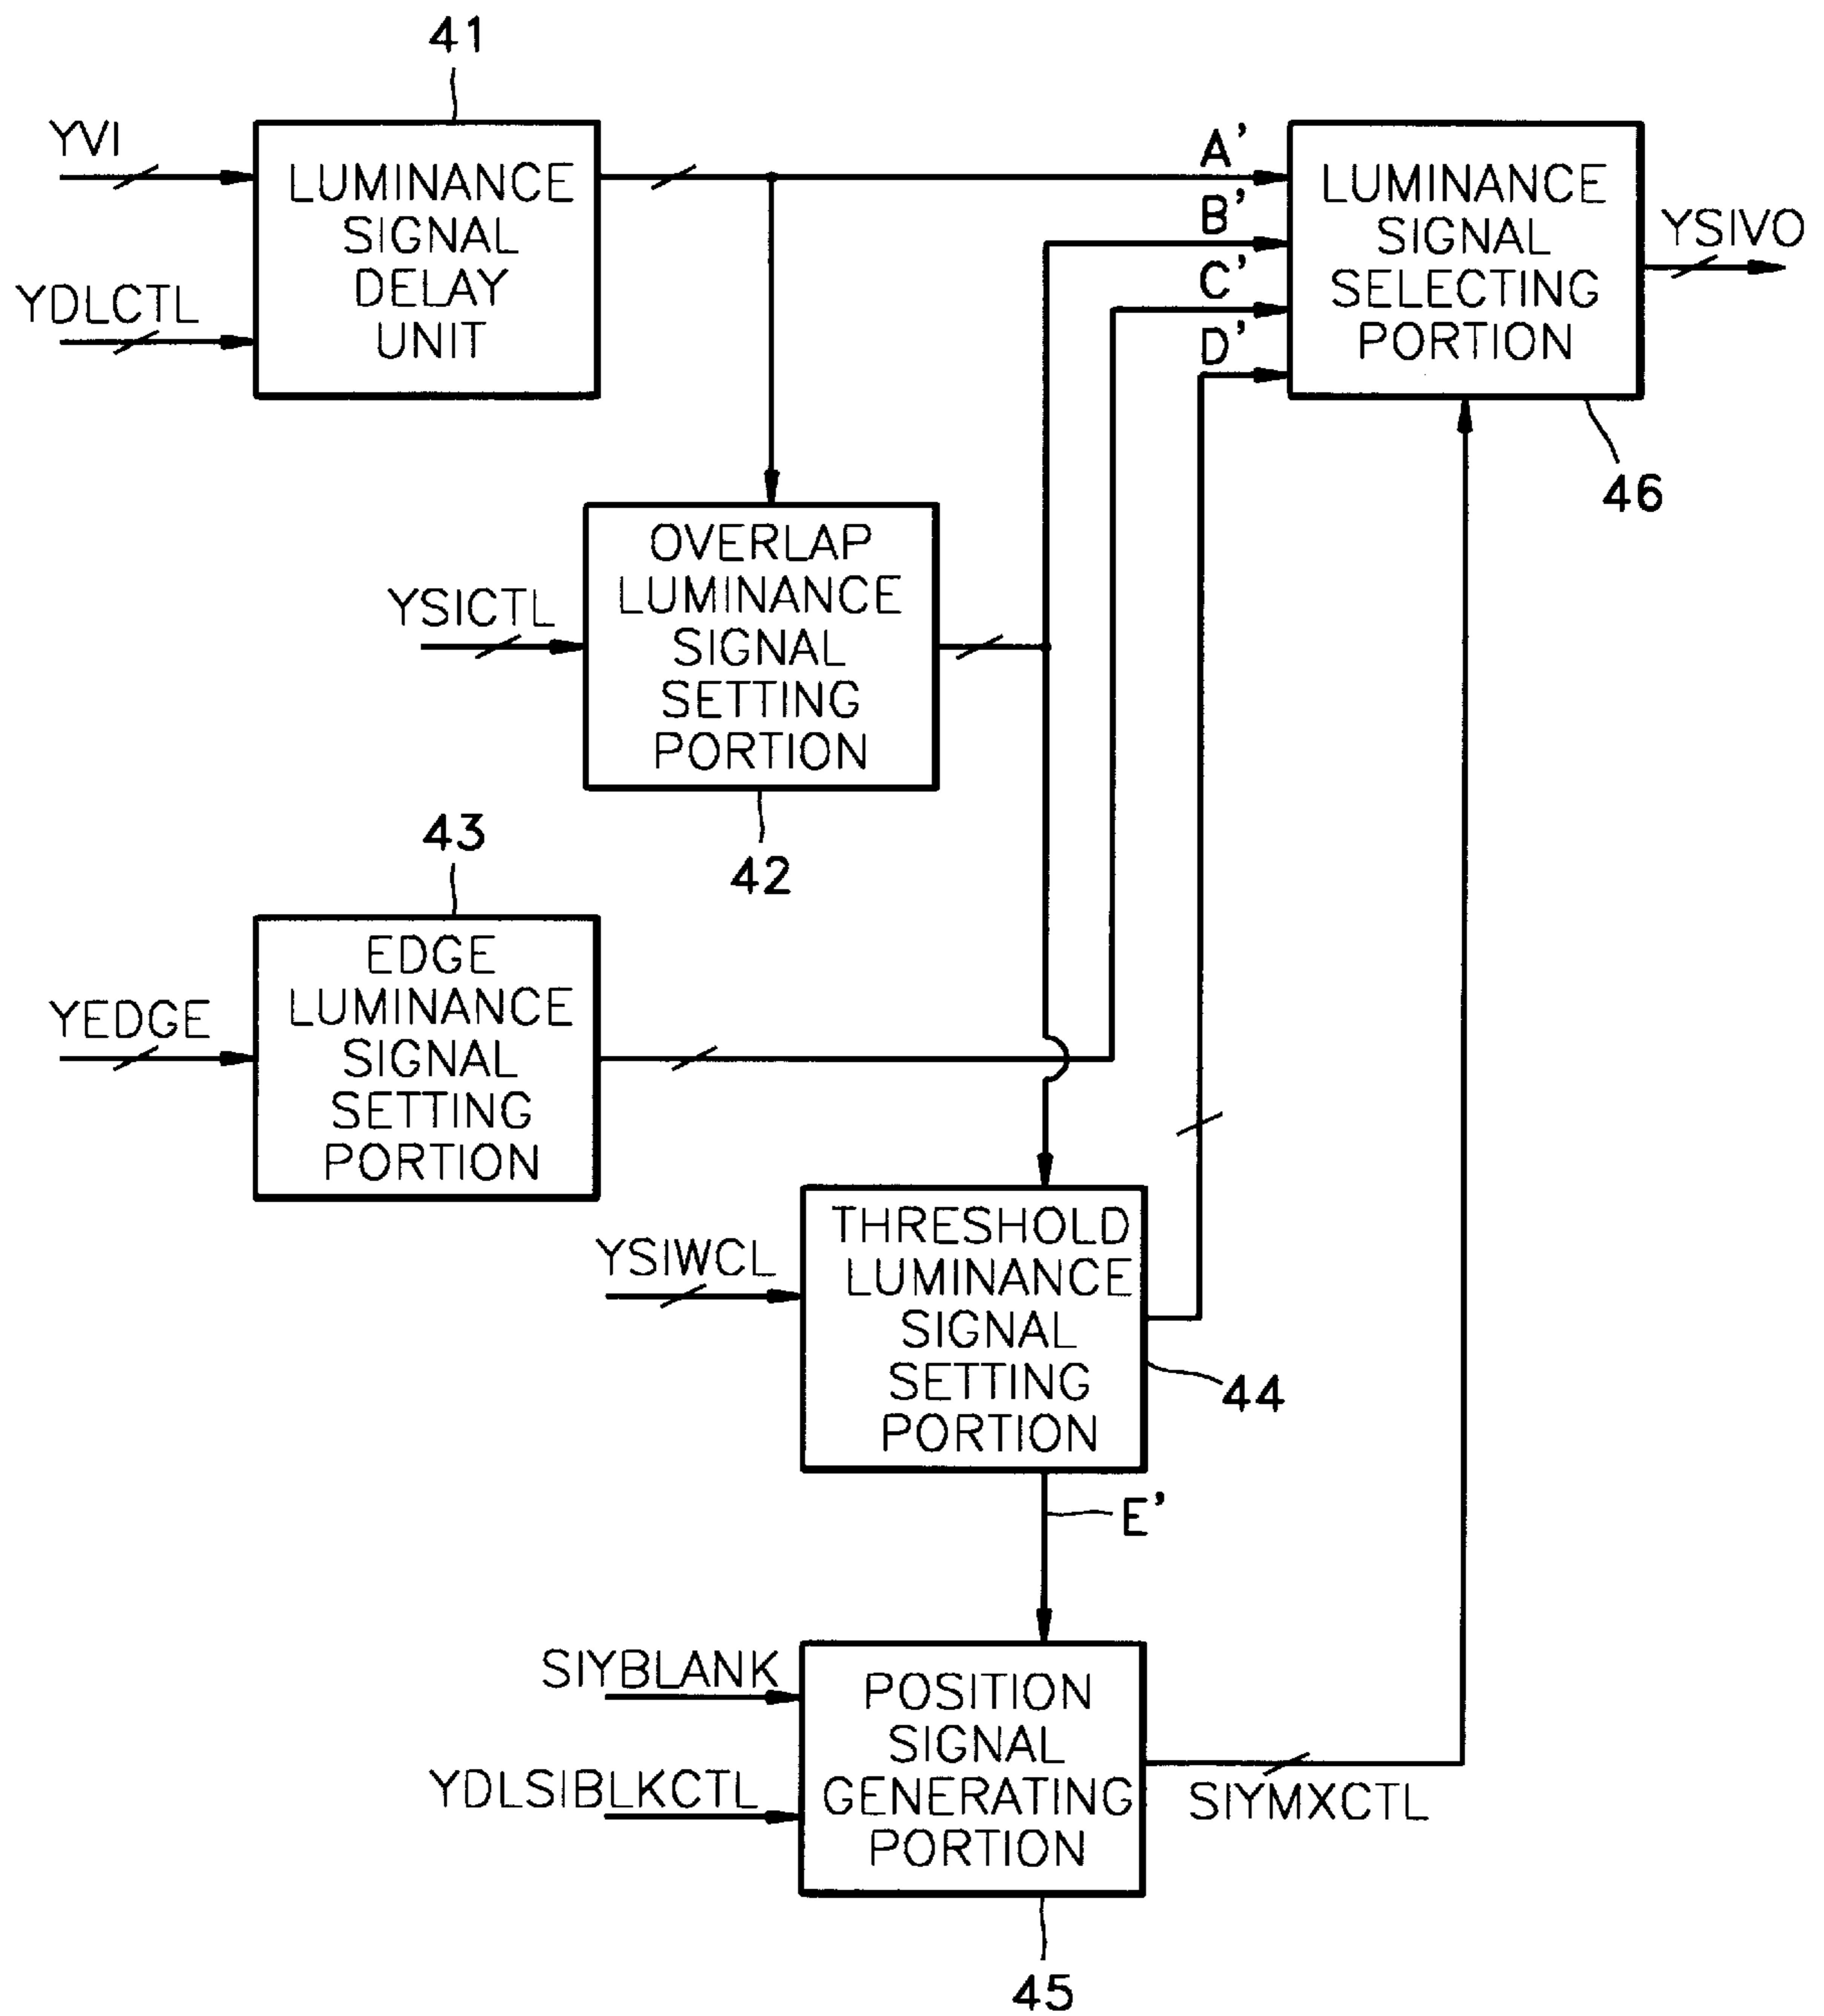 41
YVI
YDLCTL
LUMINANCE
SIGNAL
DELAY
UNIT
A'
B'
C'
D'
LUMINANCE
SIGNAL
SELECTING
PORTION
YSIVO
46
YSICTL
OVERLAP
LUMINANCE
SIGNAL
SETTING
PORTION
42
43
YEDGE
EDGE
LUMINANCE
SIGNAL
SETTING
PORTION
YSIWCL
THRESHOLD
LUMINANCE
SIGNAL
SETTING
PORTION
44
E'
SIYBLANK
YDLSIBLKCTL
POSITION
SIGNAL
GENERATING
PORTION
SIYMXCTL
45